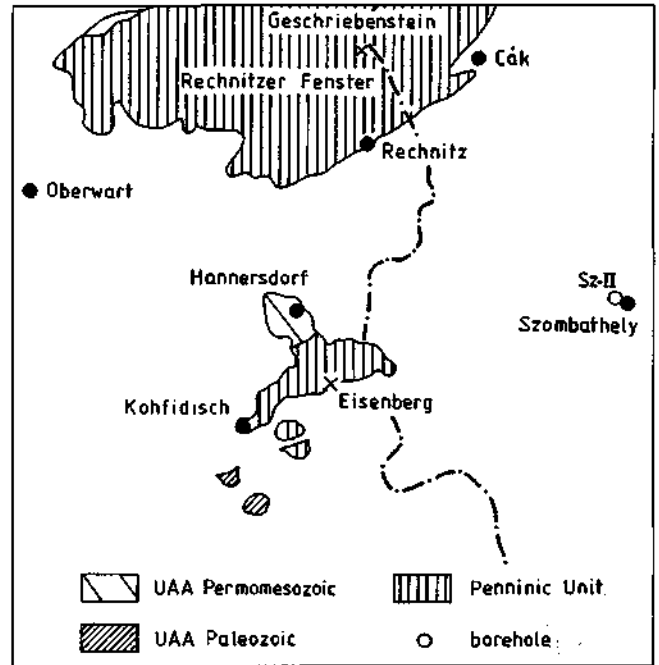 Geschriebenstein
Cák
Rechnitzer Fenster
Rechnitz
Oberwart
Hannersdorf
Sz-II
Szombathely
Kohfidisch
Eisenberg
UAA Permomesozoic
Penninic Unit
UAA Paleozoic
borehole